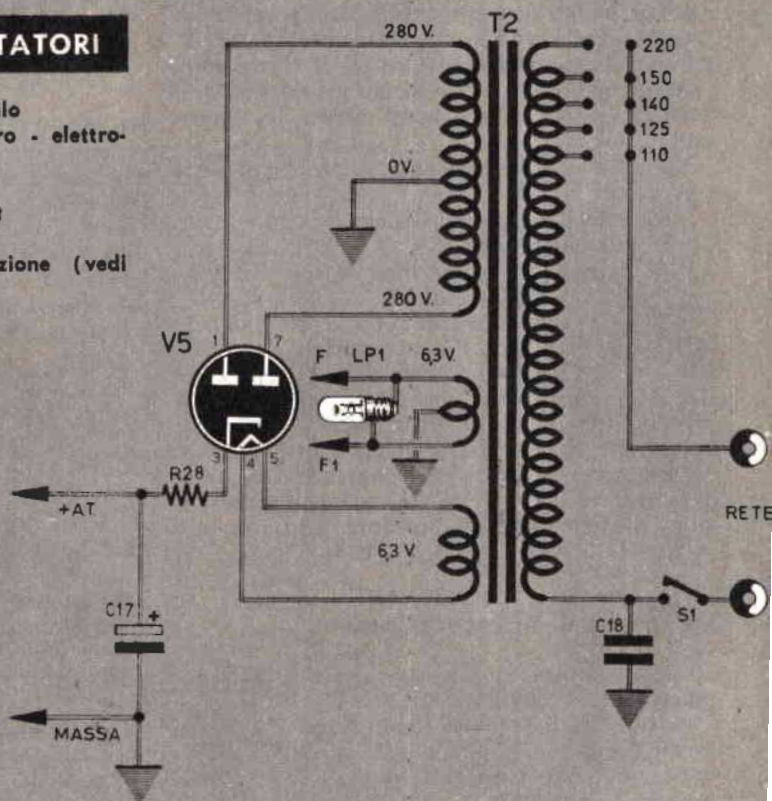 TATORI
ro - elettro-
zione (vedi
280 V.
T2
220
150
140
125
110
0V.
280 V.
V5
1
7
F
LP1
6,3 V.
F1
3
4
5
R28
+AT
6,3 V.
RETE
C17
+
C18
S1
MASSA